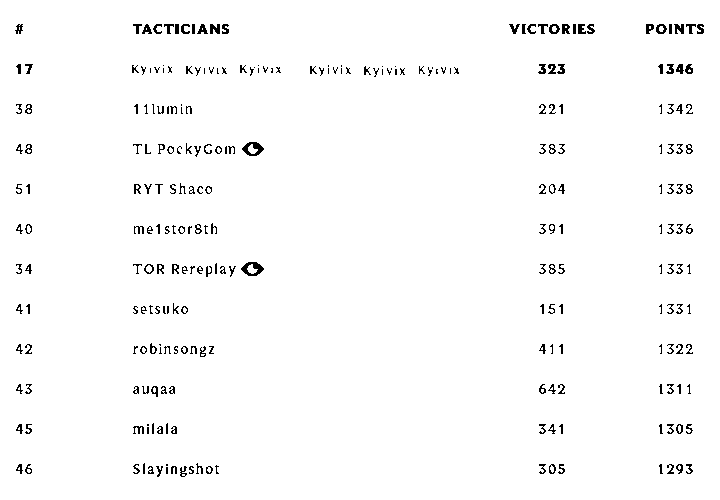 # TACTICIANS VICTORIES POINTS
17 Kyivix Kyivix Kyivix Kyivix Kyivix Kyivix 323 1346
38 11lumin 221 1342
48 TL PockyGom 383 1338
51 RYT Shaco 204 1338
40 me1stor8th 391 1336
34 TOR Rereplay 385 1331
41 setsuko 151 1331
42 robinsongz 411 1322
43 auqaa 642 1311
45 milala 341 1305
46 Slayingshot 305 1293